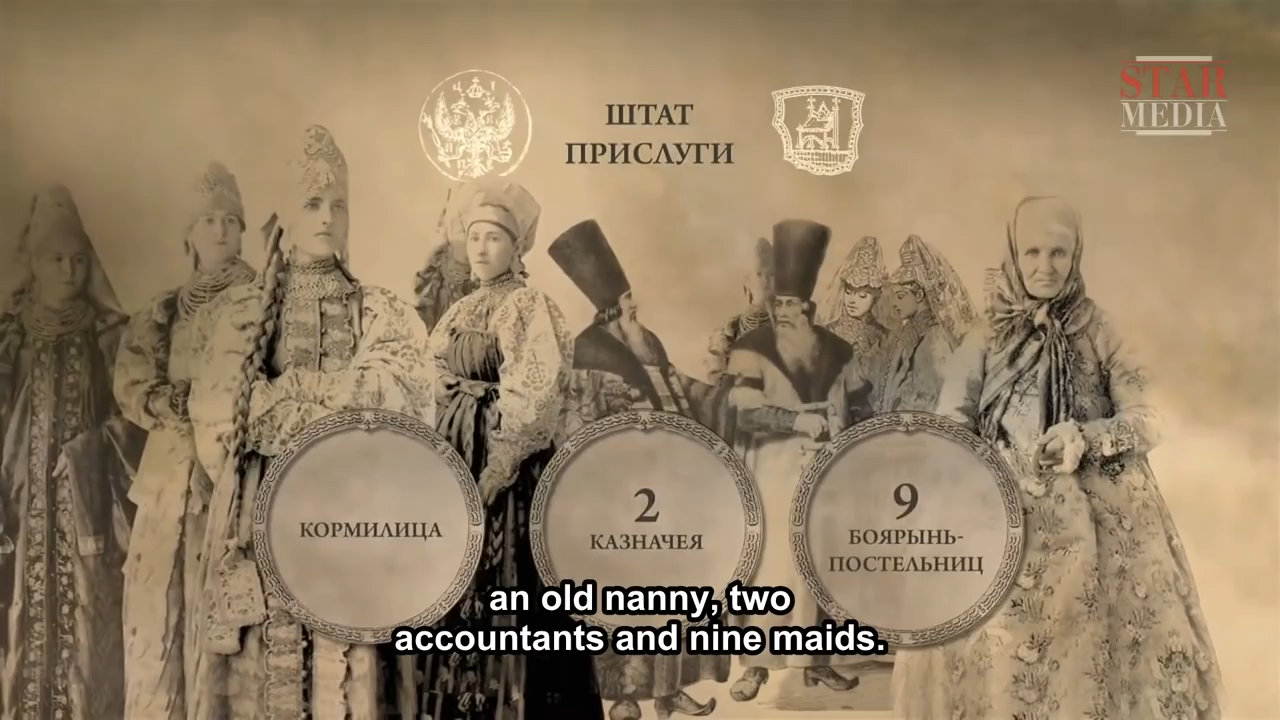 STAR
MEDIA
ШТАТ
ПРИСЛУГИ
КОРМИЛИЦА
2
КАЗНАЧЕЯ
9
БОЯРЫНЬ-
ПОСТЕЛЬНИЦ
an old nanny, two
accountants and nine maids.